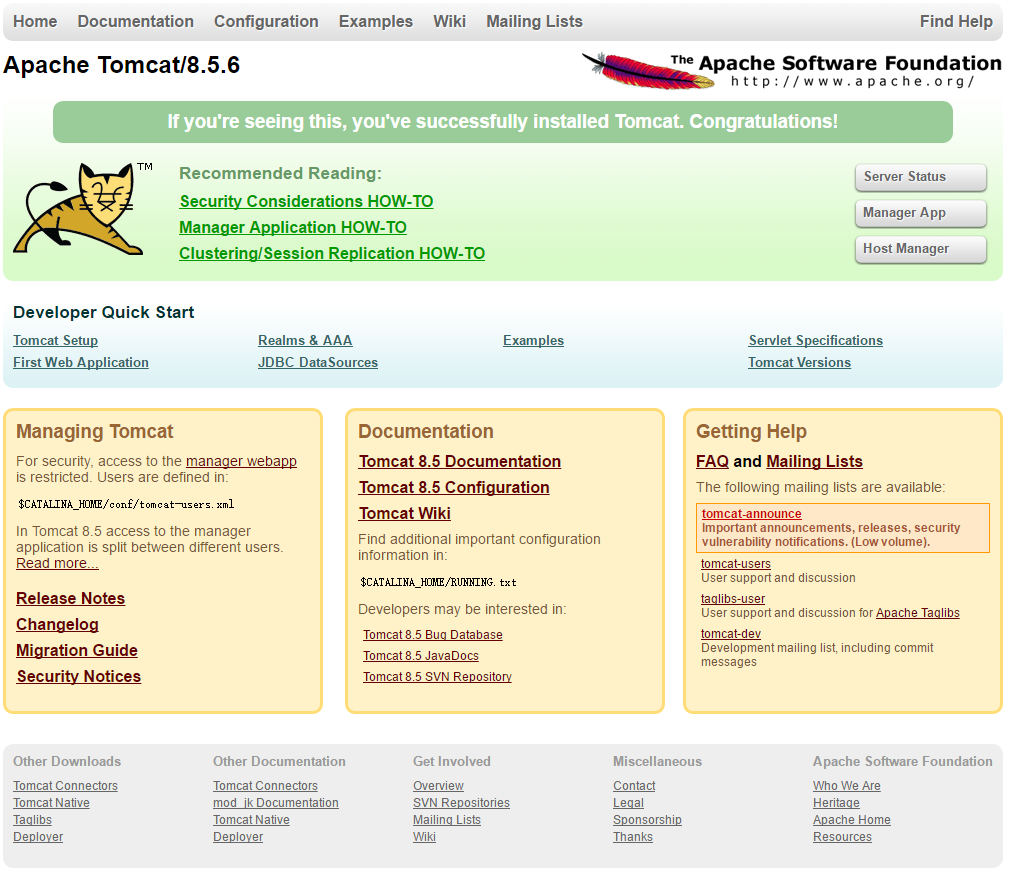 Home Documentation Configuration Examples Wiki Mailing Lists Find Help
Apache Tomcat/8.5.6
The Apache Software Foundation
http://www.apache.org/
If you're seeing this, you've successfully installed Tomcat. Congratulations!
TM
Recommended Reading:
Security Considerations HOW-TO
Manager Application HOW-TO
Clustering/Session Replication HOW-TO
Server Status
Manager App
Host Manager
Developer Quick Start
Tomcat Setup
First Web Application
Realms & AAA
JDBC DataSources
Examples
Servlet Specifications
Tomcat Versions
Managing Tomcat
For security, access to the manager webapp
is restricted. Users are defined in:
$CATALINA_HOME/conf/tomcat-users.xml
In Tomcat 8.5 access to the manager
application is split between different users.
Read more...
Release Notes
Changelog
Migration Guide
Security Notices
Documentation
Tomcat 8.5 Documentation
Tomcat 8.5 Configuration
Tomcat Wiki
Find additional important configuration
information in:
$CATALINA_HOME/RUNNING.txt
Developers may be interested in:
Tomcat 8.5 Bug Database
Tomcat 8.5 JavaDocs
Tomcat 8.5 SVN Repository
Getting Help
FAQ and Mailing Lists
The following mailing lists are available:
tomcat-announce
Important announcements, releases, security
vulnerability notifications. (Low volume).
tomcat-users
User support and discussion
taglibs-user
User support and discussion for Apache Taglibs
tomcat-dev
Development mailing list, including commit
messages
Other Downloads
Tomcat Connectors
Tomcat Native
Taglibs
Deployer
Other Documentation
Tomcat Connectors
mod_jk Documentation
Tomcat Native
Deployer
Get Involved
Overview
SVN Repositories
Mailing Lists
Wiki
Miscellaneous
Contact
Legal
Sponsorship
Thanks
Apache Software Foundation
Who We Are
Heritage
Apache Home
Resources